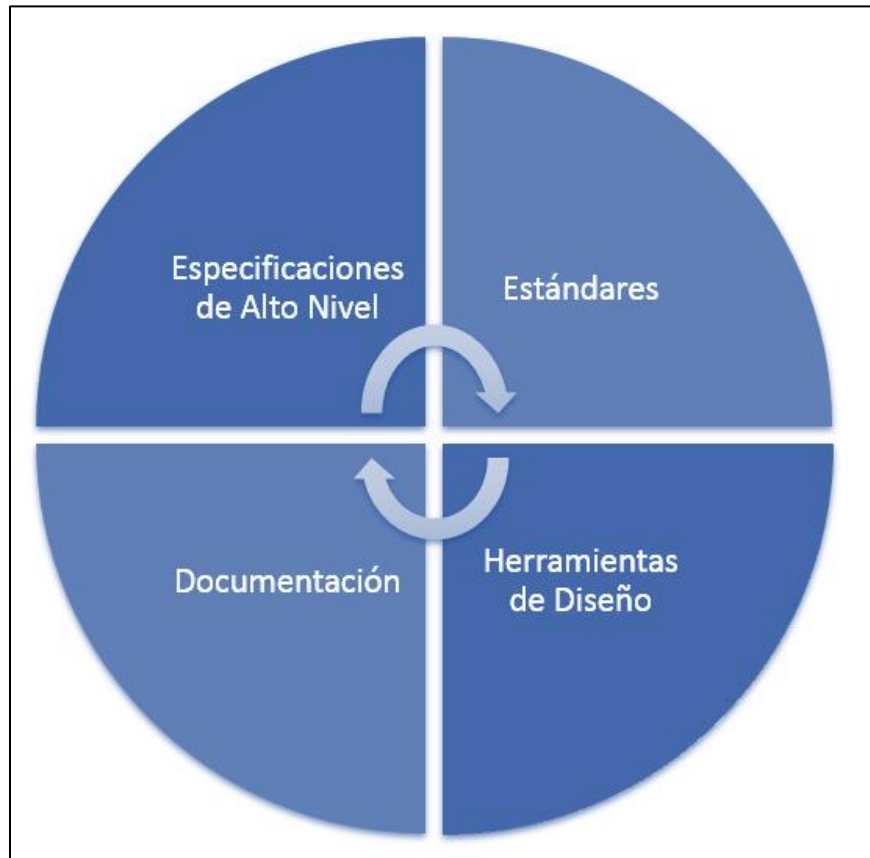 Especificaciones
de Alto Nivel
Estándares
Documentación
Herramientas
de Diseño